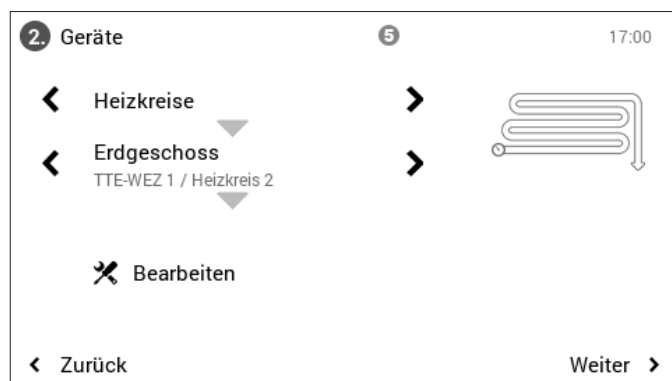 2. Geräte 5 17:00
Heizkreise
Erdgeschoss
TTE-WEZ 1 / Heizkreis 2
Bearbeiten
Zurück Weiter